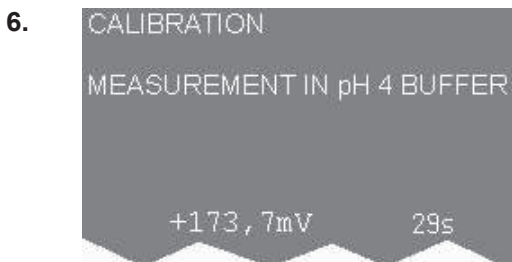 6.
CALIBRATION
MEASUREMENT IN pH 4 BUFFER
+173,7mV 29s